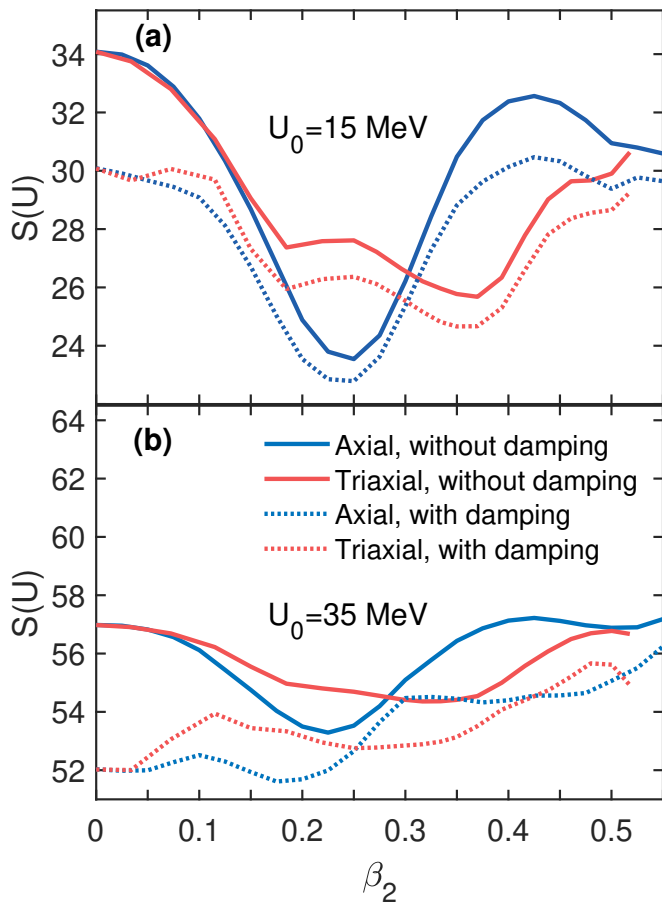 (a)
34
32
U₀=15 MeV
30
S(U)
28
26
24
64
(b)
Axial, without damping
62
Triaxial, without damping
Axial, with damping
60
Triaxial, with damping
S(U)
58
U₀=35 MeV
56
54
52
0 0.1 0.2 0.3 0.4 0.5
β₂